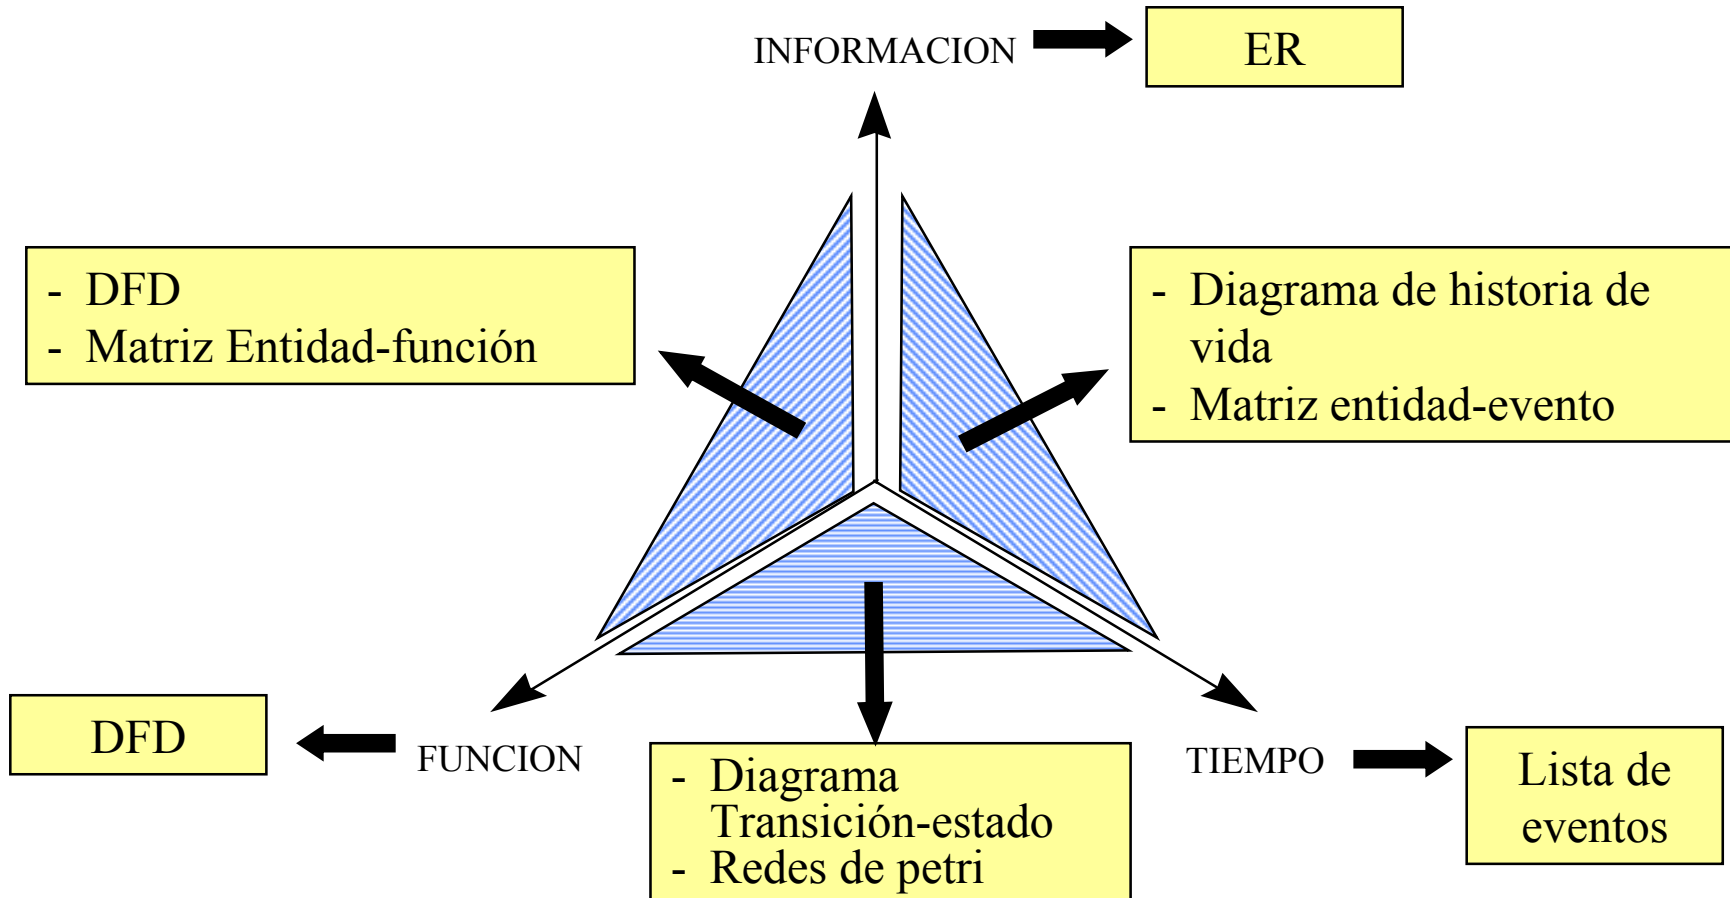 INFORMACION
ER
- DFD
- Matriz Entidad-función
- Diagrama de historia de
vida
- Matriz entidad-evento
DFD
FUNCION
- Diagrama
Transición-estado
- Redes de petri
TIEMPO
Lista de
eventos